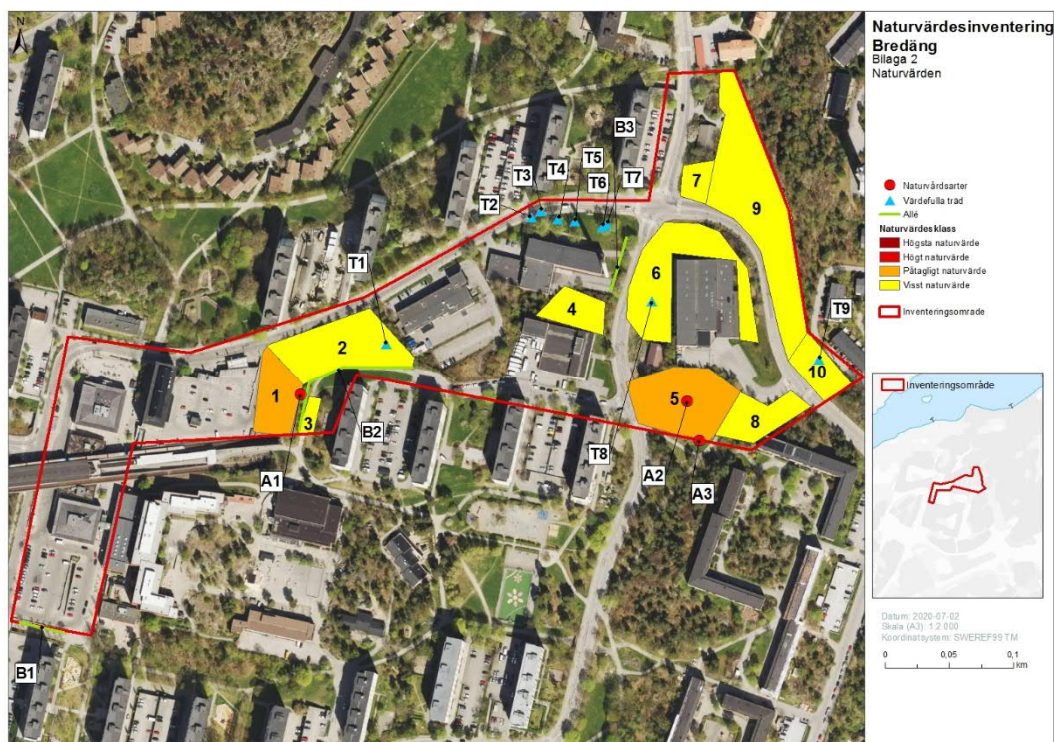 Naturvärdesinventering
Bredäng
Bilaga 2
Naturvärden
Naturvårdsarter
Värdefulla träd
Allé
Naturvärdesklass
Högsta naturvärde
Högt naturvärde
Påtagligt naturvärde
Visst naturvärde
Inventeringsområde
Inventeringsområde
Datum: 2020-07-02
Skala (A3): 1:2 000
Koordinatsystem: SWEREF99 TM
0 0,05 0,1
km
N
B3
T5
T4
T6
T3
T7
T2
T1
7
9
6
4
T9
2
10
1
5
3
8
B2
T8
A1
A2
A3
B1